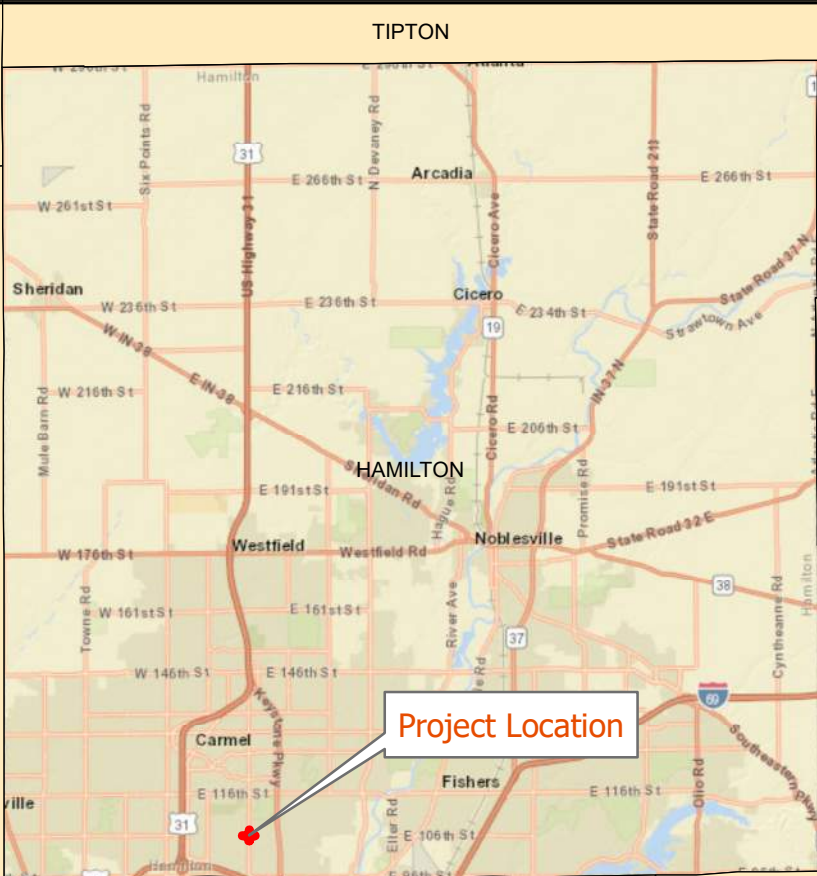 TIPTON
Hamilton
Atlanta
Six Points Rd
31
N Devaney Rd
Arcadia
E 266th St
E 266th St
State Road 213
W 261st St
US Highway 31
Cicero Ave
Sheridan
Cicero
W 236th St
E 236th St
E 234th St
State Road 37 N
Strawtown Ave
19
W IN-38
E IN-38
W 216th St
E 216th St
IN-37 N
Mule Barn Rd
Cicero Rd
E 206th St
HAMILTON
Sheridan Rd
Hague Rd
Promise Rd
E 191st St
E 191st St
State Road 32 E
W 176th St
Westfield
Westfield Rd
Noblesville
Towne Rd
38
Hamilton
W 161st St
E 161st St
River Ave
Cyntheanne Rd
37
W 146th St
E 146th St
Keystone Pkwy
69
Project Location
Carmel
Southeastern pkwy
Fishers
E 116th St
E 116th St
Olio Rd
ville
31
Eller Rd
E 106th St
Hamilton
E 96th St